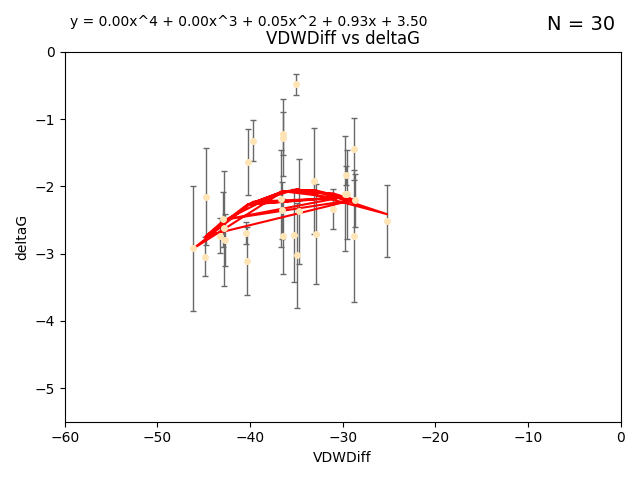 y = 0.00x^4 + 0.00x^3 + 0.05x^2 + 0.93x + 3.50
N = 30
VDWDiff vs deltaG
0
−1
−2
−3
−4
−5
deltaG
−60
−50
−40
−30
−20
−10
0
VDWDiff